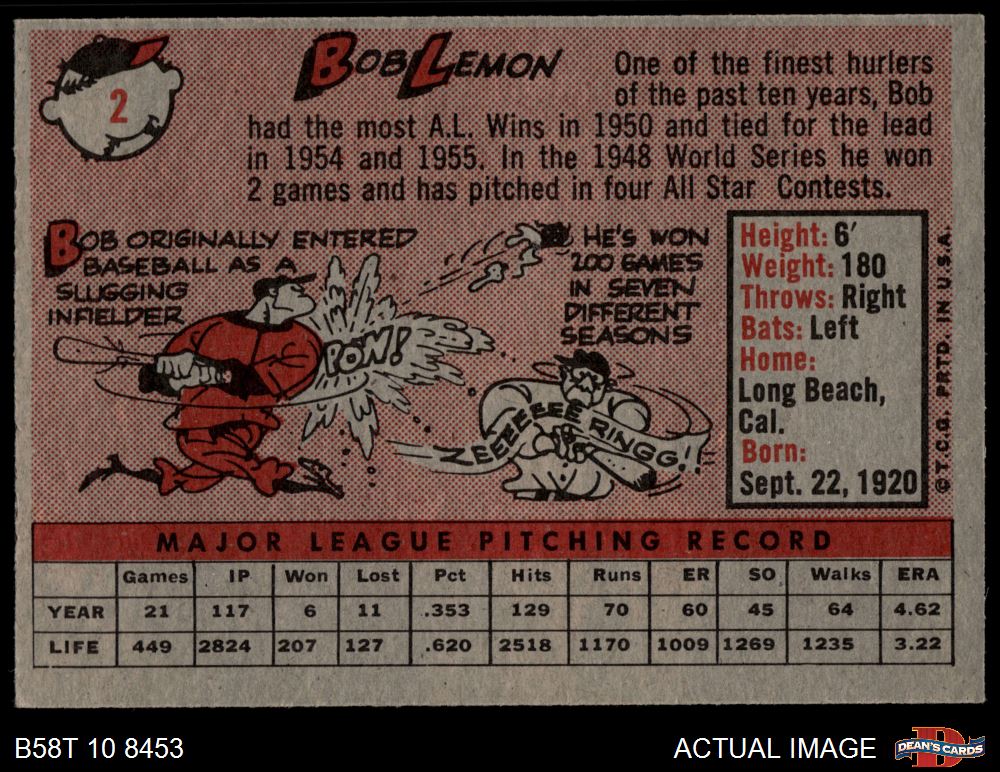 2
BOB LEMON
One of the finest hurlers
of the past ten years, Bob
had the most A.L. Wins in 1950 and tied for the lead
in 1954 and 1955. In the 1948 World Series he won
2 games and has pitched in four All Star Contests.
BOB ORIGINALLY ENTERED
BASEBALL AS A
SLUGGING
INFIELDER
POW!
HE'S WON
200 GAMES
IN SEVEN
DIFFERENT
SEASONS
ZEEEEEEEE RINGG!!
Height: 6'
Weight: 180
Throws: Right
Bats: Left
Home:
Long Beach,
Cal.
Born:
Sept. 22, 1920
© T.C.G. PRTD. IN U.S.A.
MAJOR LEAGUE PITCHING RECORD
Games IP Won Lost Pct Hits Runs ER SO Walks ERA
YEAR 21 117 6 11 .353 129 70 60 45 64 4.62
LIFE 449 2824 207 127 .620 2518 1170 1009 1269 1235 3.22
B58T 10 8453
ACTUAL IMAGE
D
DEAN'S CARDS